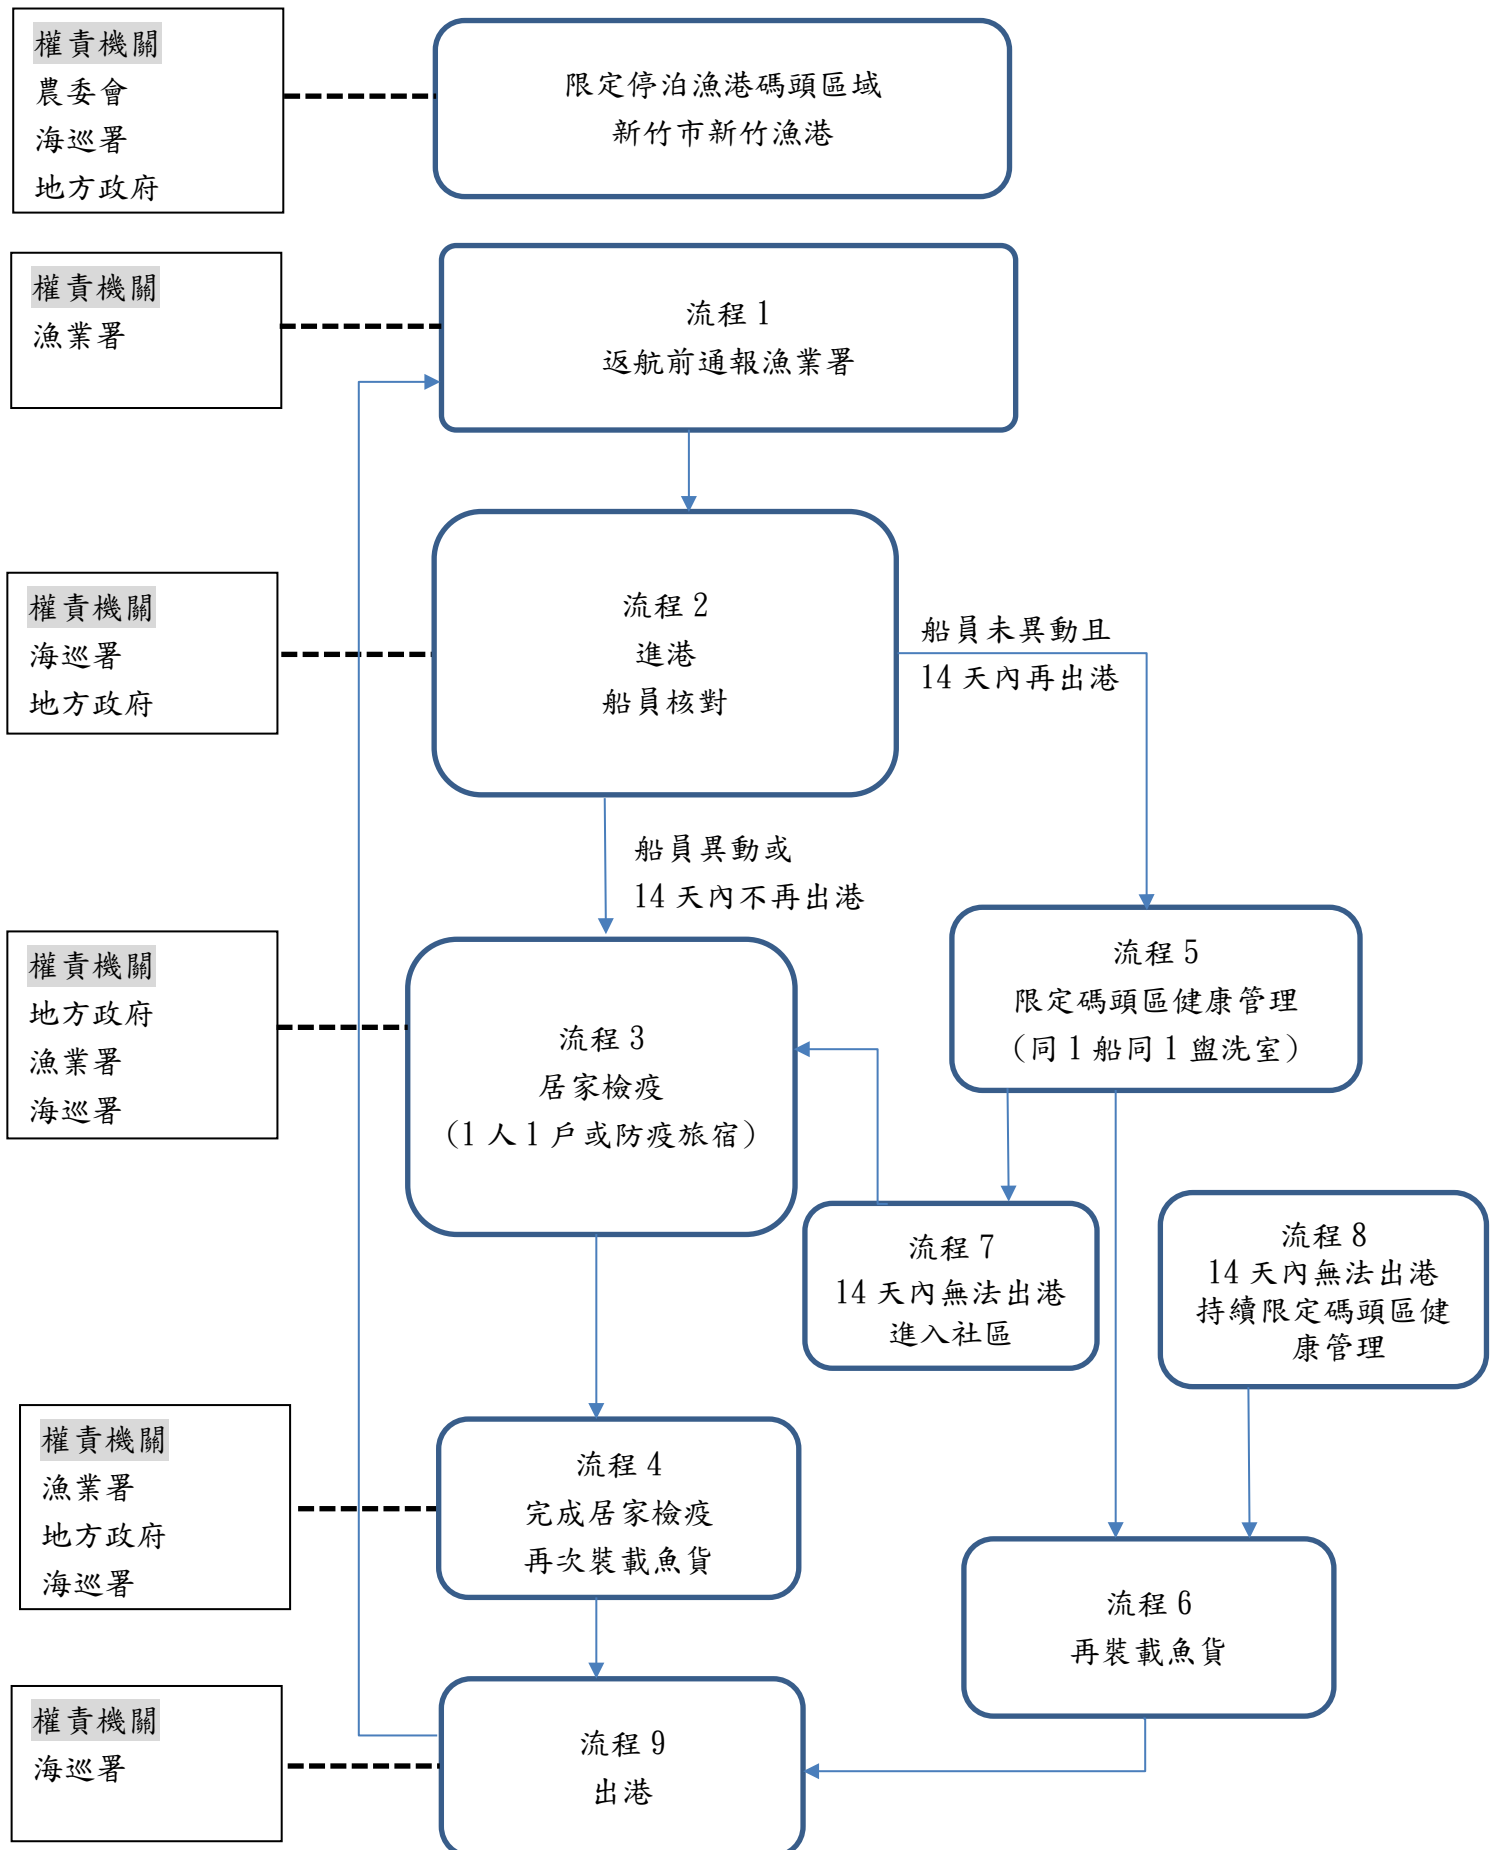 權責機關
農委會
海巡署
地方政府
限定停泊漁港碼頭區域
新竹市新竹漁港
權責機關
漁業署
流程 1
返航前通報漁業署
權責機關
海巡署
地方政府
流程 2
進港
船員核對
船員未異動且
14 天內再出港
船員異動或
14 天內不再出港
權責機關
地方政府
漁業署
海巡署
流程 3
居家檢疫
(1 人 1 戶或防疫旅宿)
流程 5
限定碼頭區健康管理
(同 1 船同 1 盥洗室)
流程 7
14 天內無法出港
進入社區
流程 8
14 天內無法出港
持續限定碼頭區健
康管理
權責機關
漁業署
地方政府
海巡署
流程 4
完成居家檢疫
再次裝載魚貨
流程 6
再裝載魚貨
權責機關
海巡署
流程 9
出港